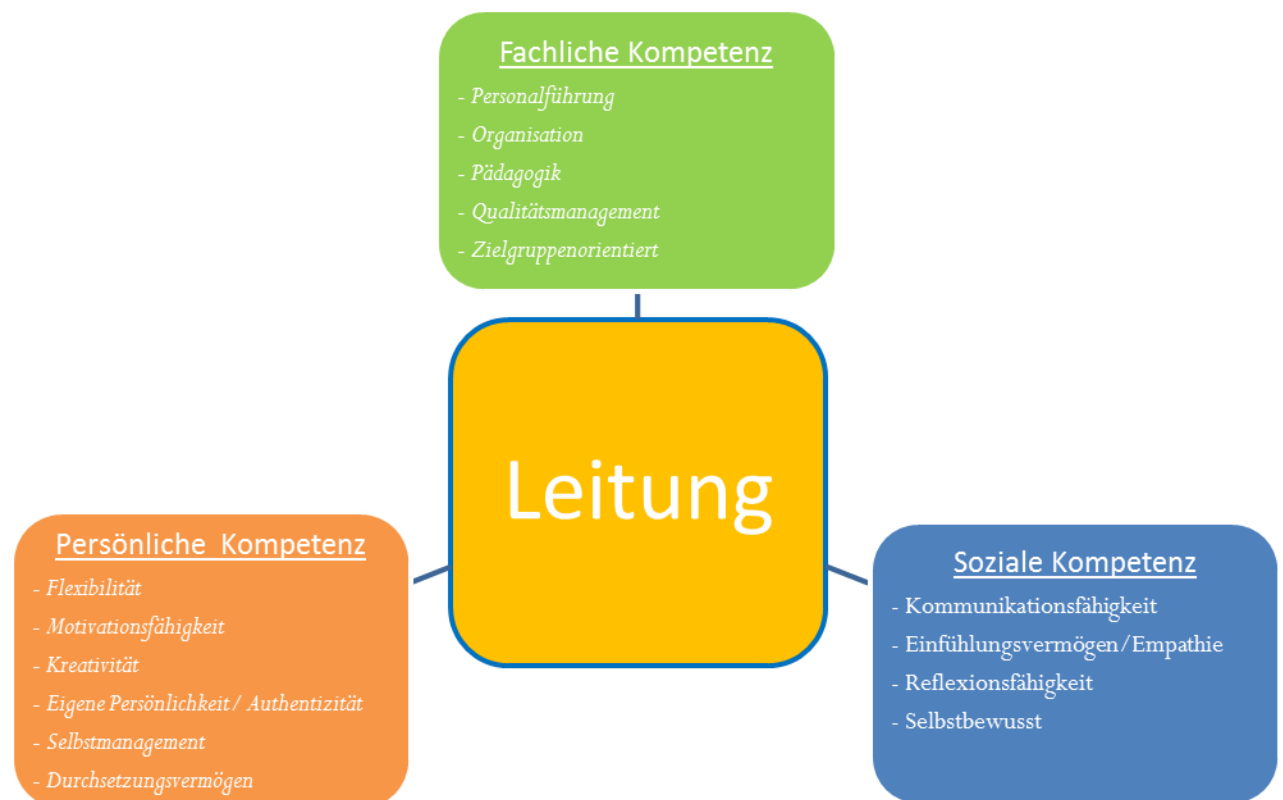 Fachliche Kompetenz
- Personalführung
- Organisation
- Pädagogik
- Qualitätsmanagement
- Zielgruppenorientiert
Leitung
Persönliche Kompetenz
- Flexibilität
- Motivationsfähigkeit
- Kreativität
- Eigene Persönlichkeit / Authentizität
- Selbstmanagement
- Durchsetzungsvermögen
Soziale Kompetenz
- Kommunikationsfähigkeit
- Einfühlungsvermögen/Empathie
- Reflexionsfähigkeit
- Selbstbewusst